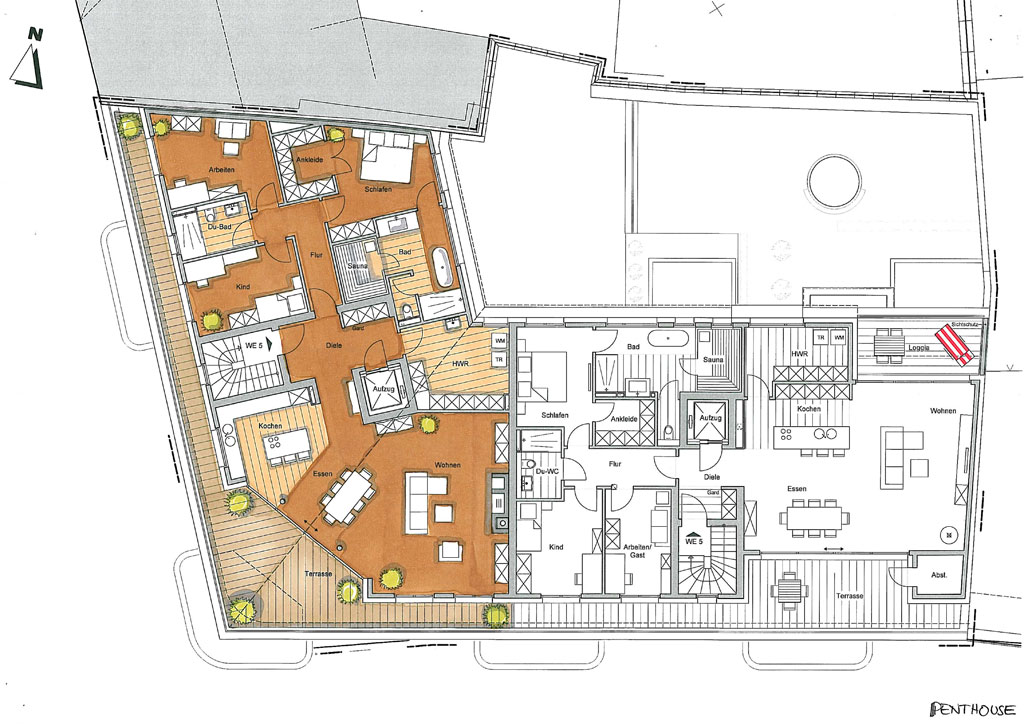 N
Arbeiten
Ankleide
Schlafen
Du-Bad
Flur
Sauna
Bad
Kind
Gard
WE 5
Diele
Aufzug
HWR
WM
TR
Kochen
Essen
Wohnen
Terrasse
Bad
Sauna
HWR
TR
WM
Sichtschutz
Loggia
Schlafen
Ankleide
Aufzug
Kochen
Wohnen
Du-WC
Flur
Diele
Gard
Essen
Kind
Arbeiten/
Gast
WE 5
Terrasse
Abst.
PENTHOUSE